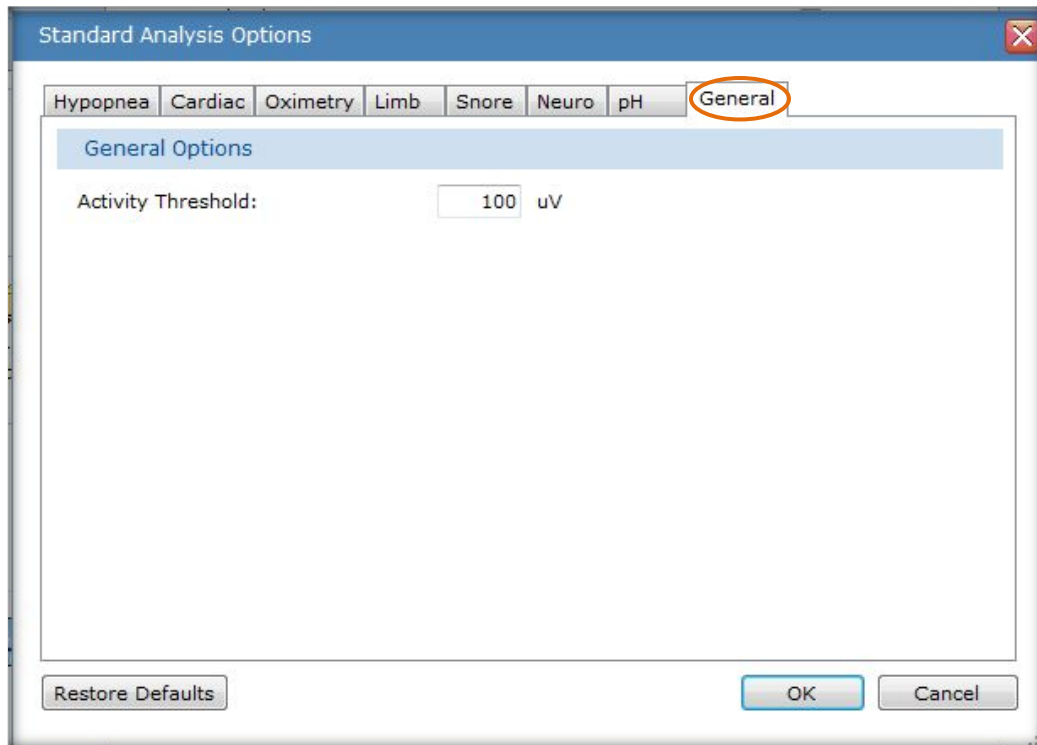 Standard Analysis Options
Hypopnea Cardiac Oximetry Limb Snore Neuro pH General
General Options
Activity Threshold: 100 uV
Restore Defaults OK Cancel